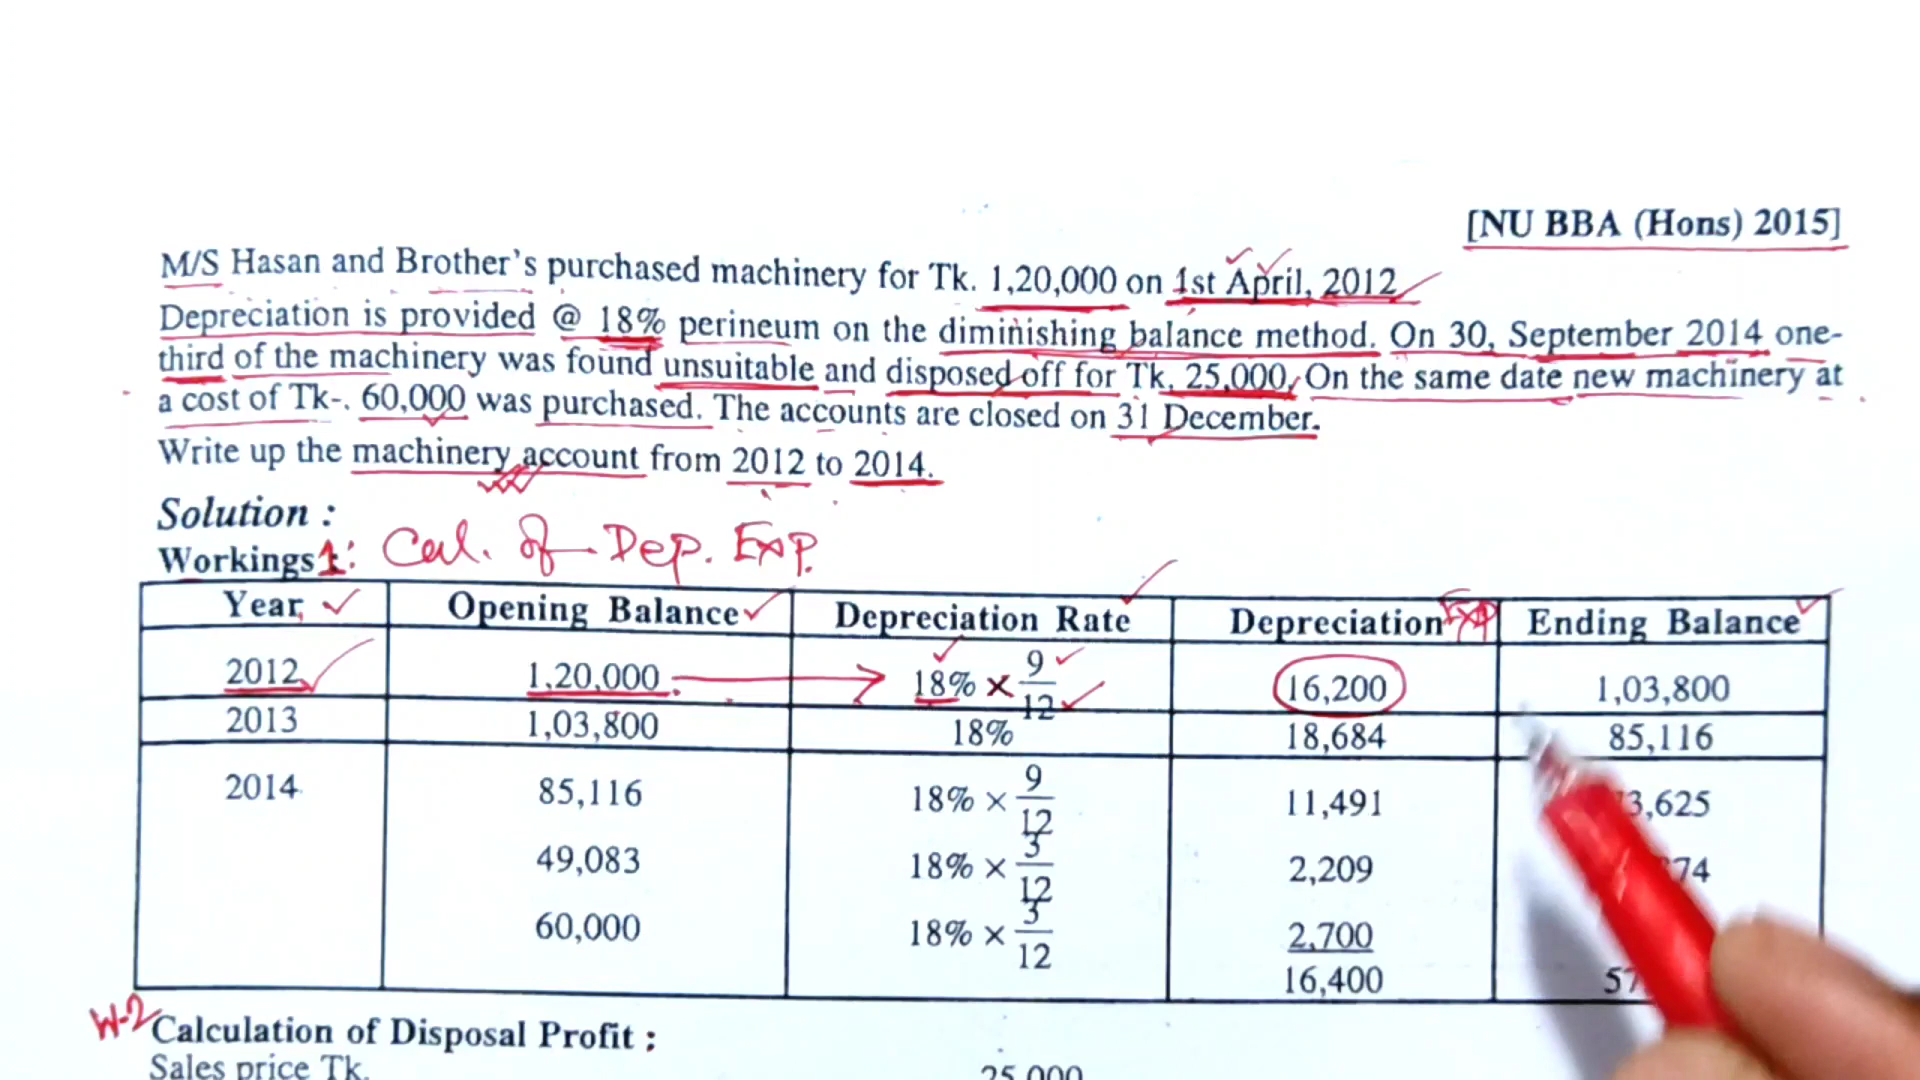 [NU BBA (Hons) 2015]
M/S Hasan and Brother's purchased machinery for Tk. 1,20,000 on 1st April, 2012
Depreciation is provided @ 18% perineum on the diminishing balance method. On 30, September 2014 one-
third of the machinery was found unsuitable and disposed off for Tk. 25,000, On the same date new machinery at
a cost of Tk-. 60,000 was purchased. The accounts are closed on 31 December.
Write up the machinery account from 2012 to 2014.
Solution :
Workings 1: Cal. of Dep. Exp.
Year Opening Balance Depreciation Rate Depreciation Exp Ending Balance
2012 1,20,000 18% × 9/12 16,200 1,03,800
2013 1,03,800 18% 18,684 85,116
2014 85,116 18% × 9/12 11,491 3,625
49,083 18% × 3/12 2,209 74
60,000 18% × 3/12 2,700
16,400 57
W-2 Calculation of Disposal Profit :
Sales price Tk. 25,000